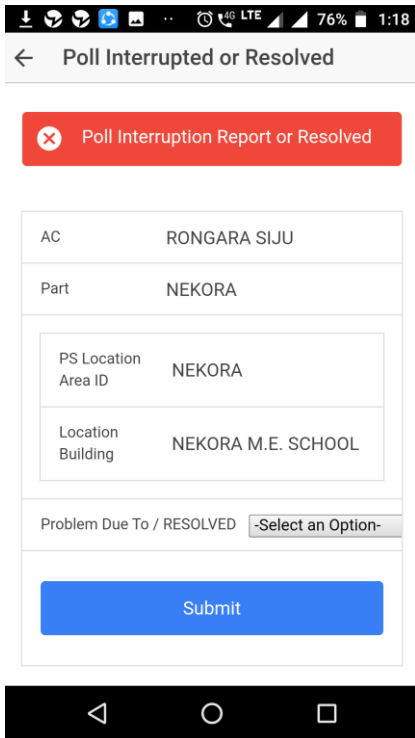 4G LTE 76% 1:18
Poll Interrupted or Resolved
Poll Interruption Report or Resolved
AC RONGARA SIJU
Part NEKORA
PS Location
Area ID NEKORA
Location
Building NEKORA M.E. SCHOOL
Problem Due To / RESOLVED -Select an Option-
Submit